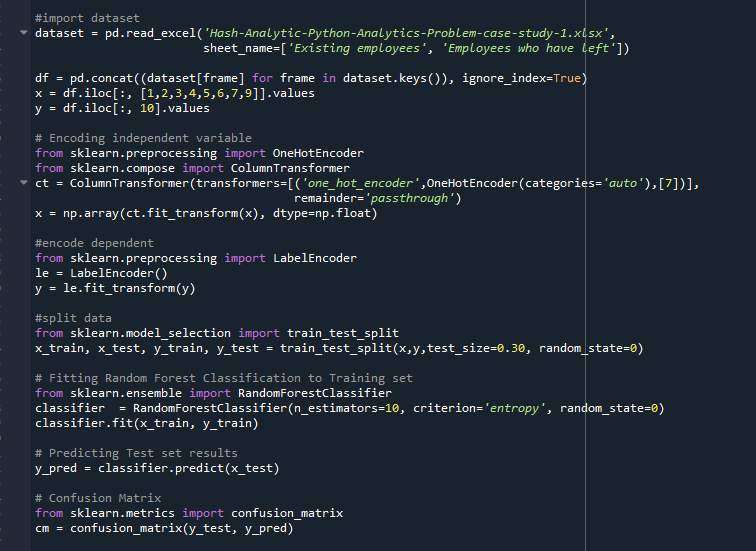 #import dataset
dataset = pd.read_excel('Hash-Analytic-Python-Analytics-Problem-case-study-1.xlsx',
sheet_name=['Existing employees', 'Employees who have left'])
df = pd.concat((dataset[frame] for frame in dataset.keys()), ignore_index=True)
x = df.iloc[:, [1,2,3,4,5,6,7,9]].values
y = df.iloc[:, 10].values
# Encoding independent variable
from sklearn.preprocessing import OneHotEncoder
from sklearn.compose import ColumnTransformer
ct = ColumnTransformer(transformers=[('one_hot_encoder',OneHotEncoder(categories='auto'),[7])],
remainder='passthrough')
x = np.array(ct.fit_transform(x), dtype=np.float)
#encode dependent
from sklearn.preprocessing import LabelEncoder
le = LabelEncoder()
y = le.fit_transform(y)
#split data
from sklearn.model_selection import train_test_split
x_train, x_test, y_train, y_test = train_test_split(x,y,test_size=0.30, random_state=0)
# Fitting Random Forest Classification to Training set
from sklearn.ensemble import RandomForestClassifier
classifier  = RandomForestClassifier(n_estimators=10, criterion='entropy', random_state=0)
classifier.fit(x_train, y_train)
# Predicting Test set results
y_pred = classifier.predict(x_test)
# Confusion Matrix
from sklearn.metrics import confusion_matrix
cm = confusion_matrix(y_test, y_pred)